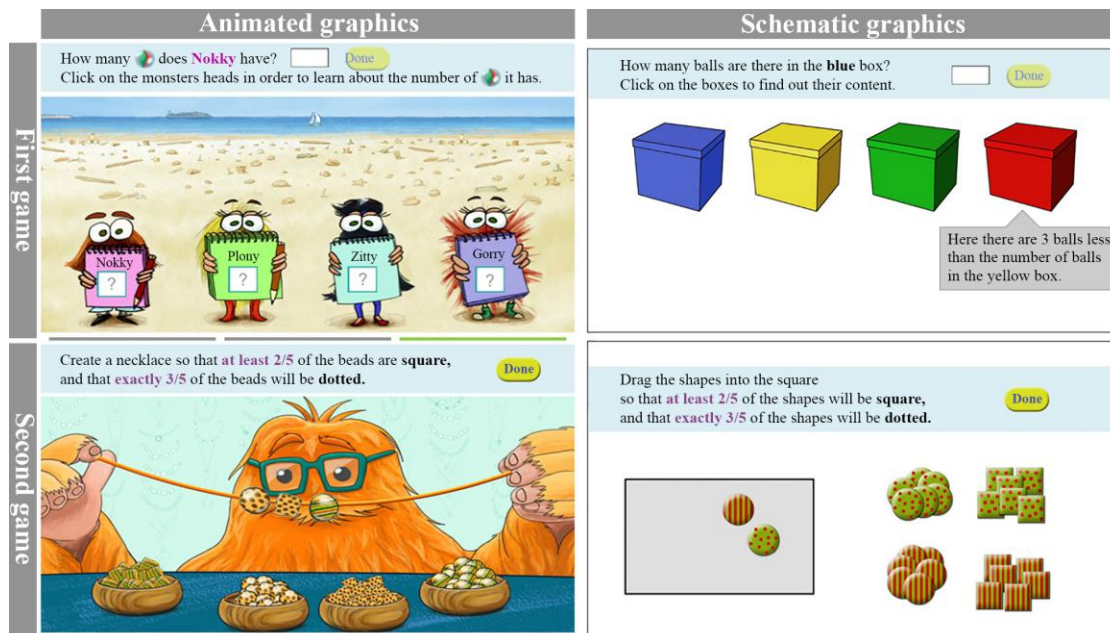 Animated graphics
Schematic graphics
First game
How many does Nokky have? Done
Click on the monsters heads in order to learn about the number of it has.
Nokky
?
Plony
?
Zitty
?
Gorry
?
How many balls are there in the blue box?
Click on the boxes to find out their content.
Done
Here there are 3 balls less
than the number of balls
in the yellow box.
Second game
Create a necklace so that at least 2/5 of the beads are square,
and that exactly 3/5 of the beads will be dotted.
Done
Drag the shapes into the square
so that at least 2/5 of the shapes will be square,
and that exactly 3/5 of the shapes will be dotted.
Done